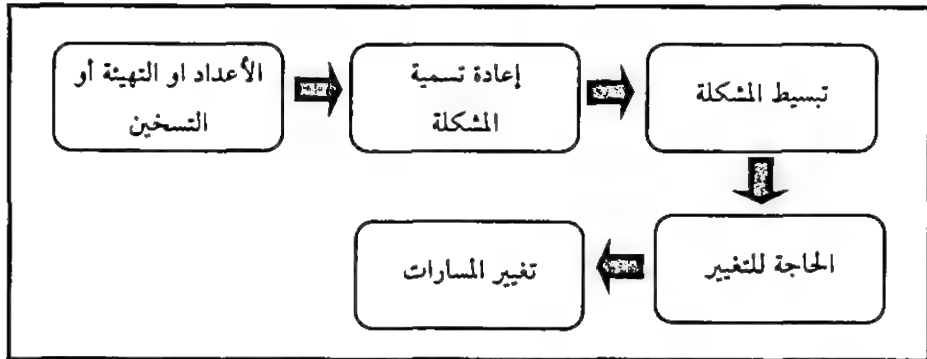 الأعداد او التهيئة أو
التسخين
إعادة تسمية
المشكلة
تبسيط المشكلة
الحاجة للتغيير
تغيير المسارات